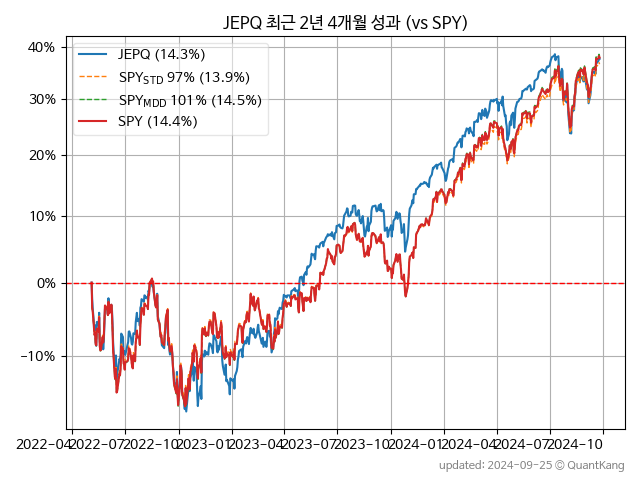 JEPQ 최근 2년 4개월 성과 (vs SPY)
40%
30%
20%
10%
0%
−10%
JEPQ (14.3%)
SPY_STD 97% (13.9%)
SPY_MDD 101% (14.5%)
SPY (14.4%)
2022-04 2022-07 2022-10 2023-01 2023-04 2023-07 2023-10 2024-01 2024-04 2024-07 2024-10
updated: 2024-09-25 © QuantKang